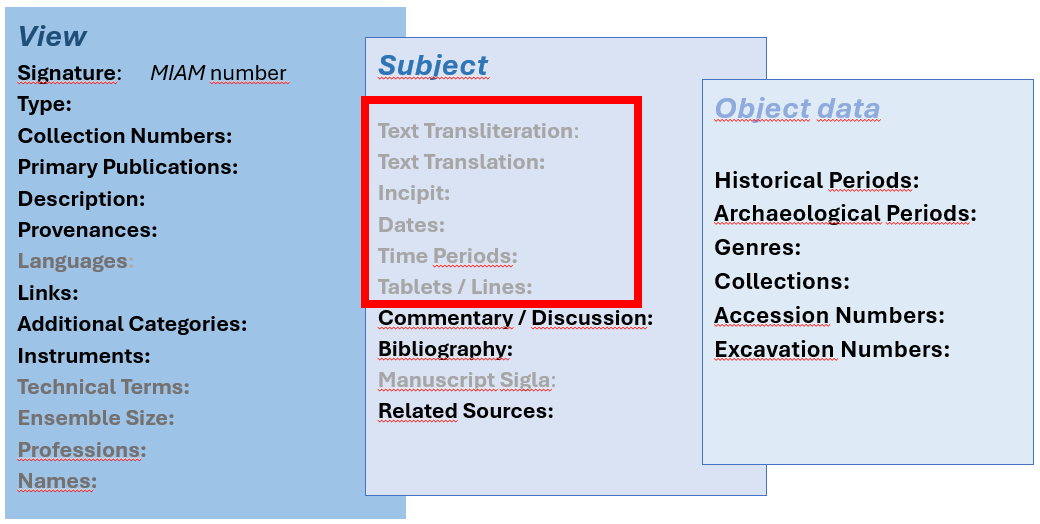 View
Signature: MIAM number
Type:
Collection Numbers:
Primary Publications:
Description:
Provenances:
Languages:
Links:
Additional Categories:
Instruments:
Technical Terms:
Ensemble Size:
Professions:
Names:
Subject
Text Transliteration:
Text Translation:
Incipit:
Dates:
Time Periods:
Tablets / Lines:
Commentary / Discussion:
Bibliography:
Manuscript Sigla:
Related Sources:
Object data
Historical Periods:
Archaeological Periods:
Genres:
Collections:
Accession Numbers:
Excavation Numbers: